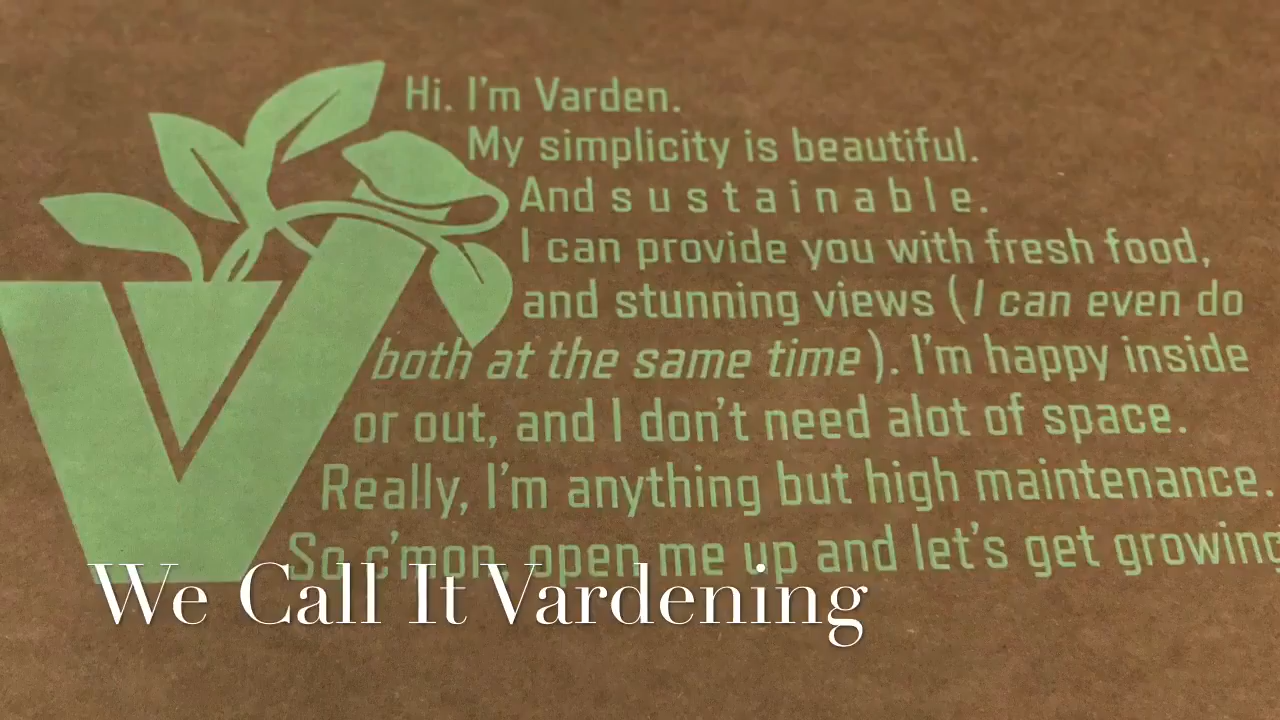 Hi. I'm Varden.
My simplicity is beautiful.
And s u s t a i n a b l e.
I can provide you with fresh food,
and stunning views (I can even do
both at the same time). I'm happy inside
or out, and I don't need alot of space.
Really, I'm anything but high maintenance.
So c'mon, open me up and let's get growing
We Call It Vardening